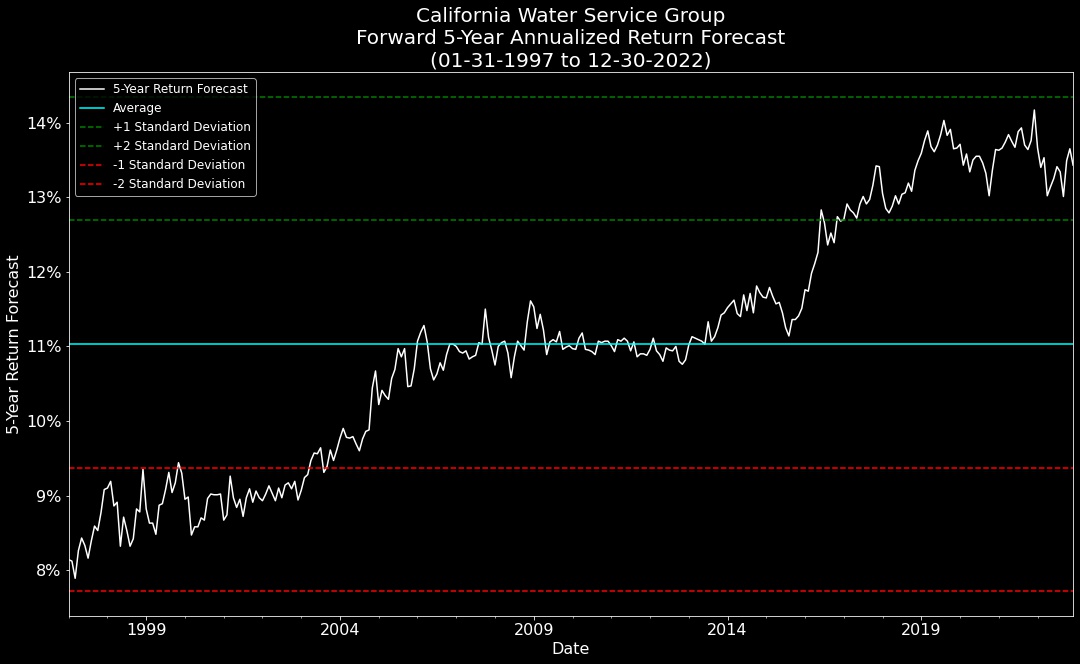 California Water Service Group
Forward 5-Year Annualized Return Forecast
(01-31-1997 to 12-30-2022)
5-Year Return Forecast
Average
+1 Standard Deviation
+2 Standard Deviation
-1 Standard Deviation
-2 Standard Deviation
14%
13%
12%
11%
10%
9%
8%
5-Year Return Forecast
1999
2004
2009
2014
2019
Date